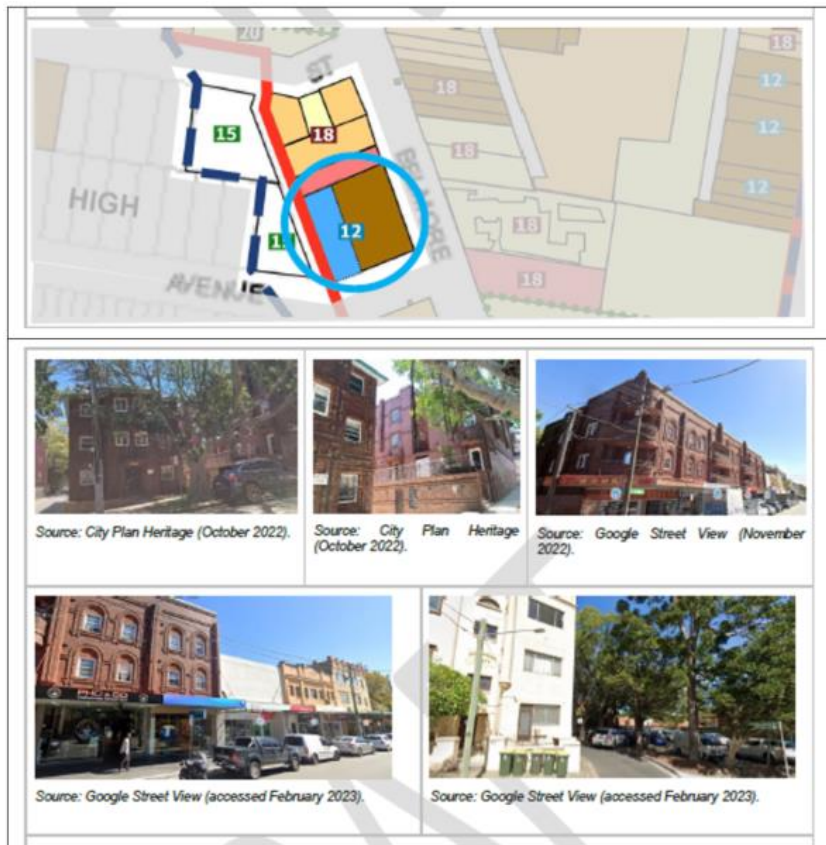 20
ST
18
12
15
18
12
18
BELMORE
18
12
HIGH
12
15
12
AVENUE
18
Source: City Plan Heritage (October 2022).
Source: City Plan Heritage
(October 2022).
Source: Google Street View (November
2022).
Source: Google Street View (accessed February 2023).
Source: Google Street View (accessed February 2023).